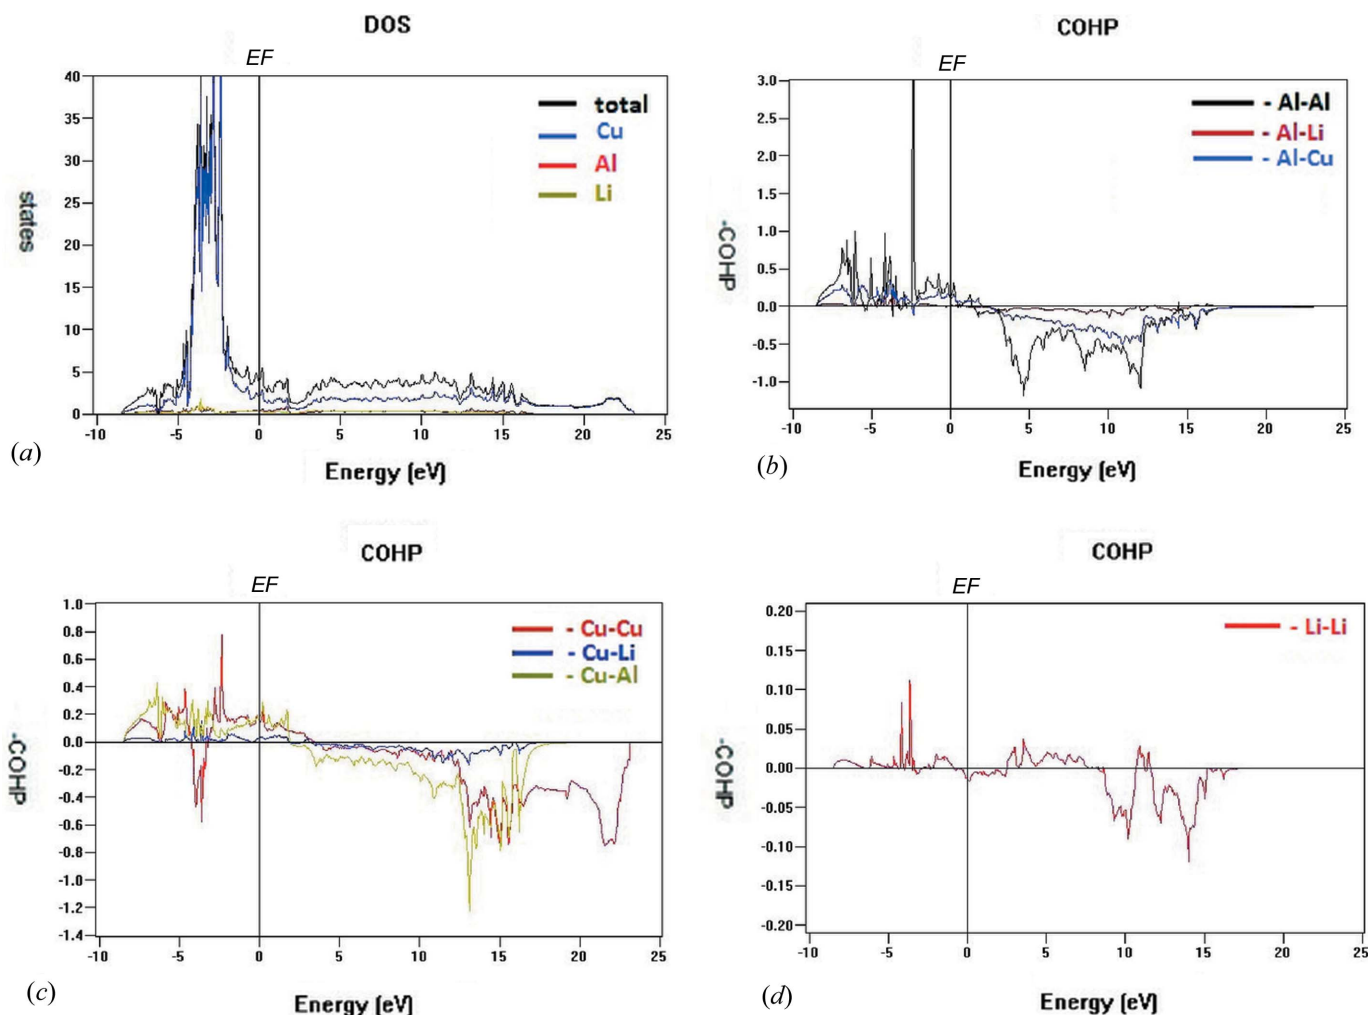 DOS
EF
40
35
30
25
20
15
10
5
0
states
total
Cu
Al
Li
-10
-5
0
5
10
15
20
25
Energy (eV)
(a)
COHP
EF
3.0
2.0
1.5
1.0
0.5
0.0
-0.5
-1.0
-COHP
- Al-Al
- Al-Li
- Al-Cu
-10
-5
0
5
10
15
20
25
Energy (eV)
(b)
COHP
EF
1.0
0.8
0.6
0.4
0.2
0.0
-0.2
-0.4
-0.6
-0.8
-1.0
-1.2
-1.4
-COHP
- Cu-Cu
- Cu-Li
- Cu-Al
-10
-5
0
5
10
15
20
25
Energy (eV)
(c)
COHP
EF
0.20
0.15
0.10
0.05
0.00
-0.05
-0.10
-0.15
-0.20
-COHP
- Li-Li
-10
-5
0
5
10
15
20
25
Energy (eV)
(d)